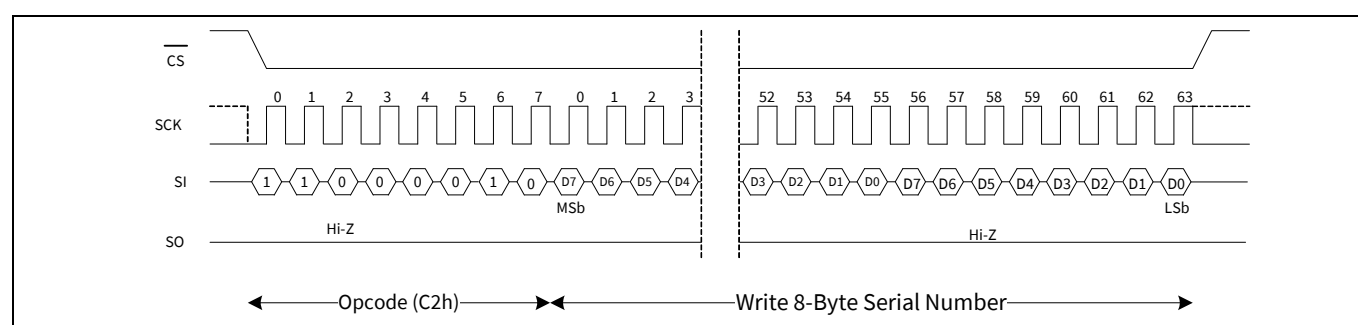 CS
0 1 2 3 4 5 6 7 0 1 2 3 52 53 54 55 56 57 58 59 60 61 62 63
SCK
SI 1 1 0 0 0 0 1 0 D7 D6 D5 D4 D3 D2 D1 D0 D7 D6 D5 D4 D3 D2 D1 D0
MSb LSb
Hi-Z Hi-Z
SO
Opcode (C2h) Write 8-Byte Serial Number